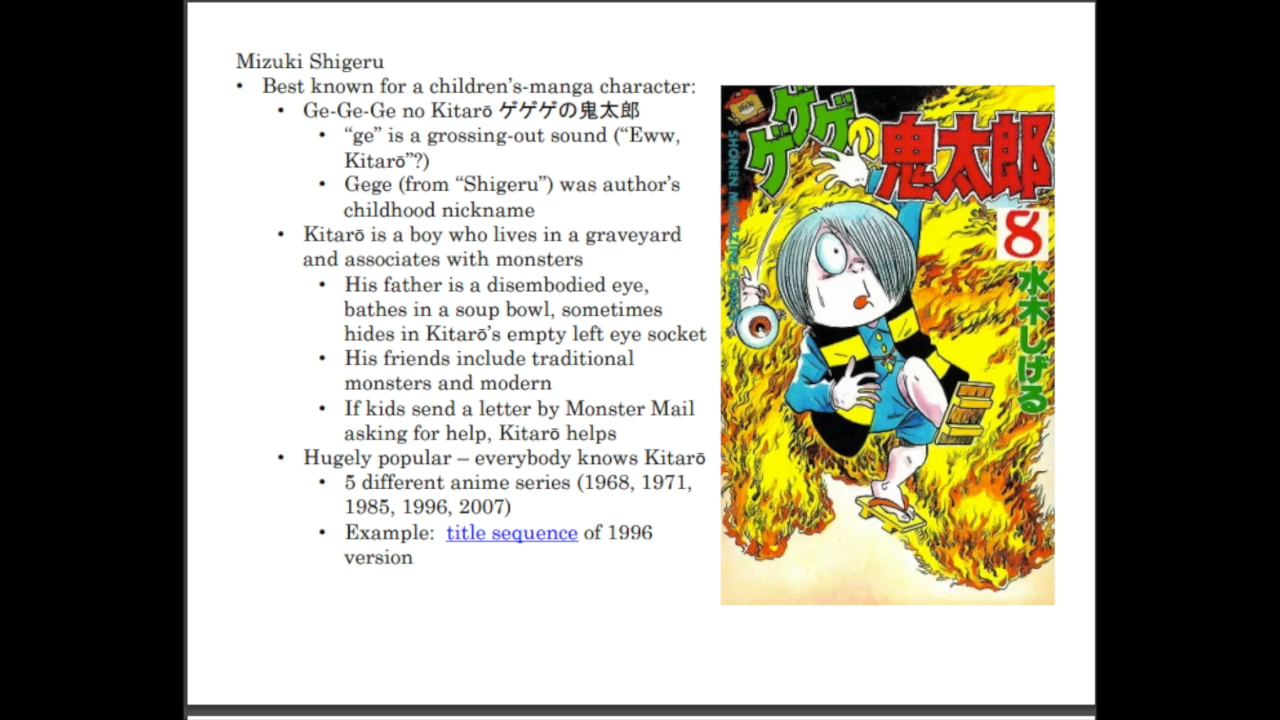 Mizuki Shigeru
• Best known for a children's-manga character:
• Ge-Ge-Ge no Kitarō ゲゲゲの鬼太郎
• “ge” is a grossing-out sound (“Eww,
Kitarō”?)
• Gege (from “Shigeru”) was author’s
childhood nickname
• Kitarō is a boy who lives in a graveyard
and associates with monsters
• His father is a disembodied eye,
bathes in a soup bowl, sometimes
hides in Kitarō’s empty left eye socket
• His friends include traditional
monsters and modern
• If kids send a letter by Monster Mail
asking for help, Kitarō helps
• Hugely popular – everybody knows Kitarō
• 5 different anime series (1968, 1971,
1985, 1996, 2007)
• Example: title sequence of 1996
version
ゲゲゲの鬼太郎
8
水木しげる
SHONEN MAGAZINE COMICS